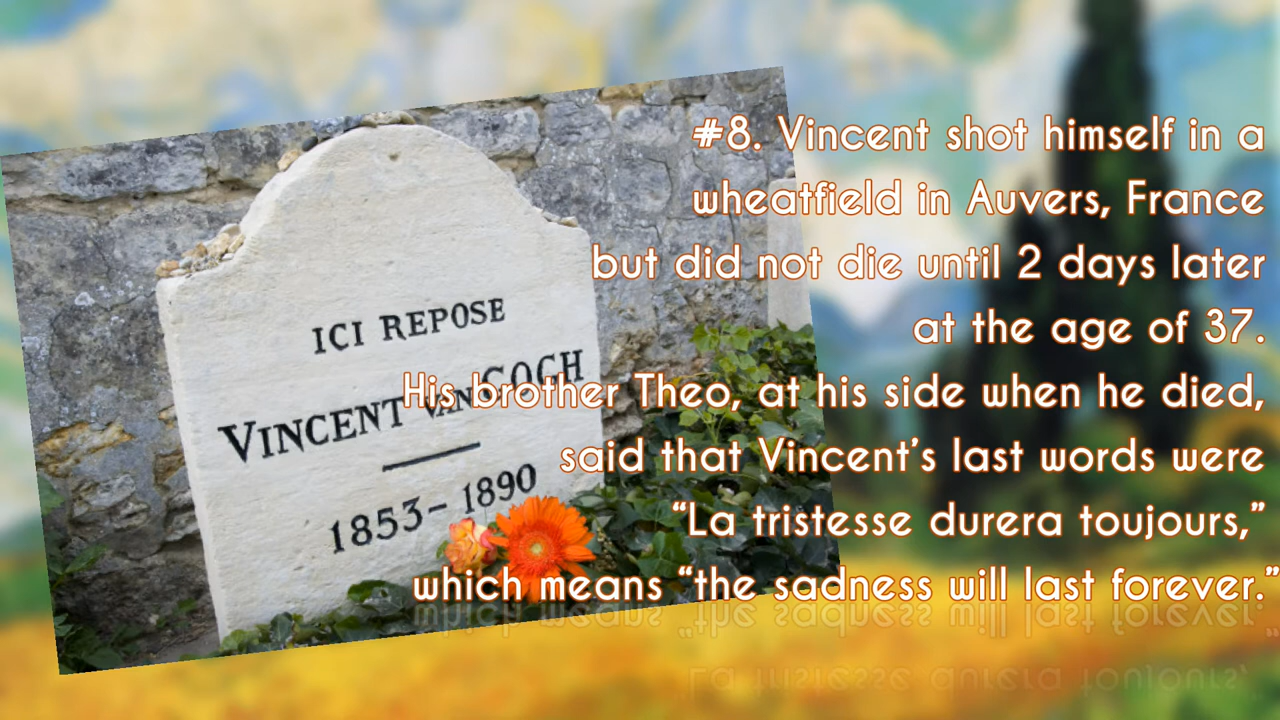 #8. Vincent shot himself in a
wheatfield in Auvers, France
but did not die until 2 days later
at the age of 37.
His brother Theo, at his side when he died,
said that Vincent's last words were
“La tristesse durera toujours,”
which means “the sadness will last forever.”
ICI REPOSE
VINCENT VAN GOGH
1853 – 1890